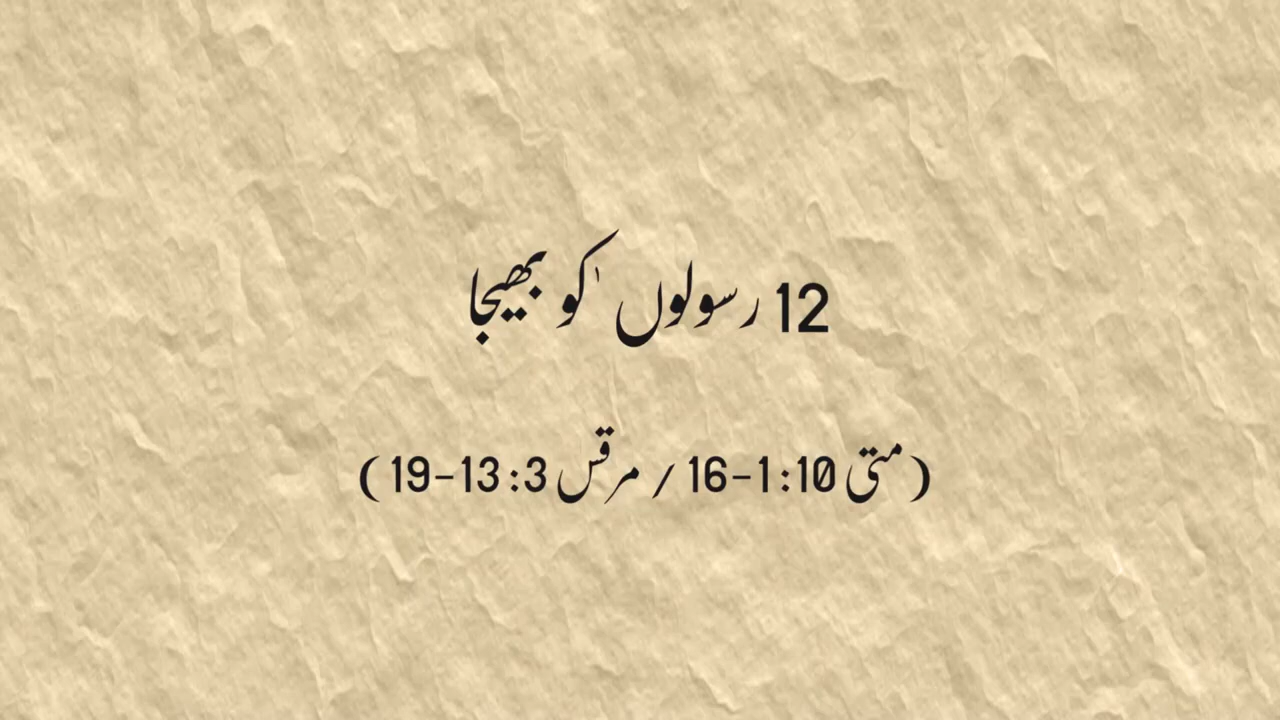 12 رسولوں 'کو بھیجا
(متی 10:1-16 / مرقس 3:13-19)